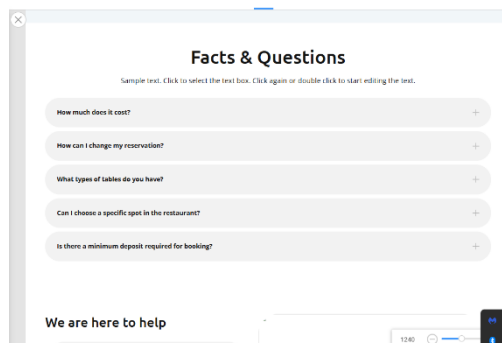 Facts & Questions
Sample text. Click to select the text box. Click again or double click to start editing the text.
How much does it cost?
How can I change my reservation?
What types of tables do you have?
Can I choose a specific spot in the restaurant?
Is there a minimum deposit required for booking?
We are here to help
1240